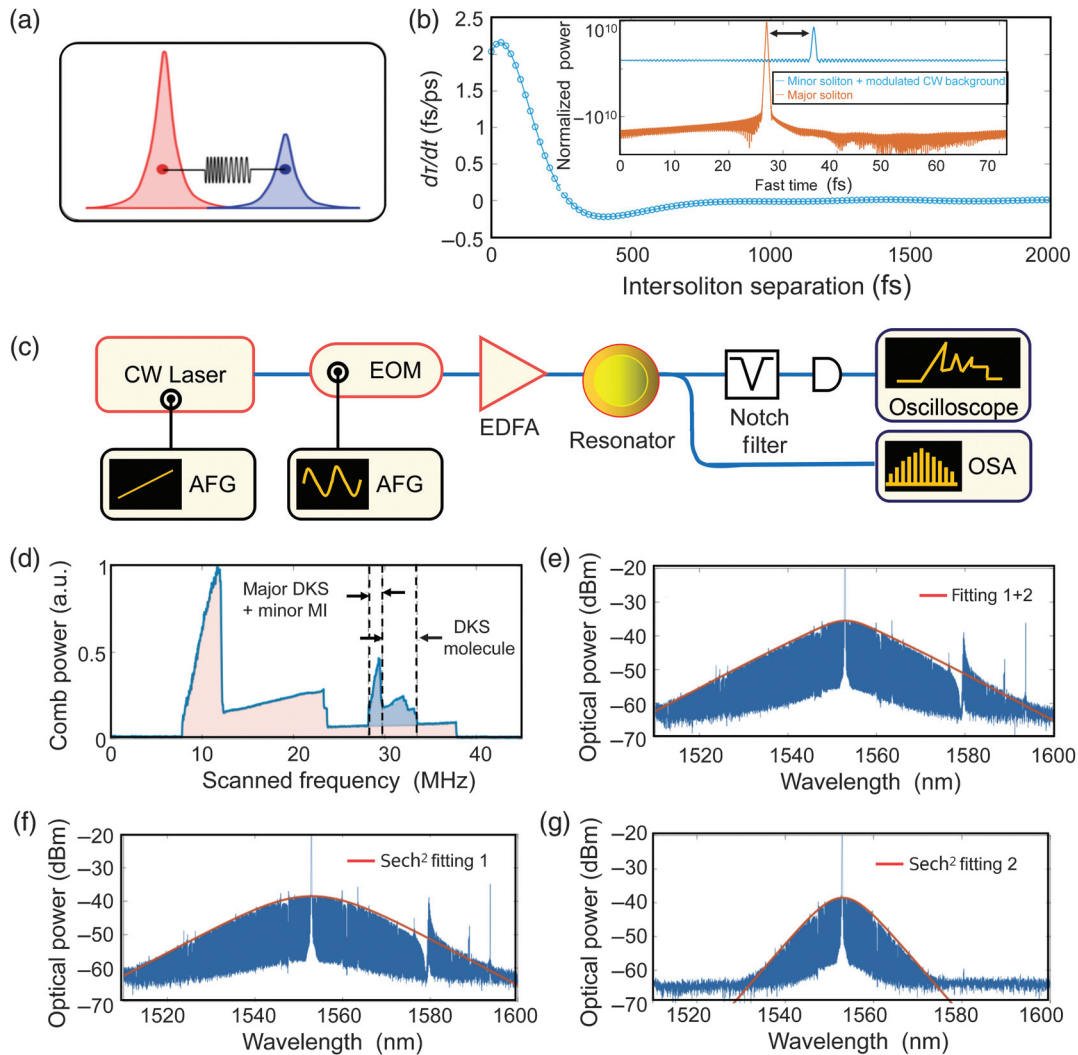 (a)
(b)
dτ/dt (fs/ps)
2.5
2
1.5
1
0.5
0
−0.5
0 500 1000 1500 2000
Intersoliton separation (fs)
Normalized power
10¹⁰
−10¹⁰
Minor soliton + modulated CW background
Major soliton
0 10 20 30 40 50 60 70
Fast time (fs)
(c)
CW Laser
EOM
EDFA
Resonator
Notch
filter
Oscilloscope
OSA
AFG
AFG
(d)
Comb power (a.u.)
1
0.5
0
Major DKS
+ minor MI
DKS
molecule
0 10 20 30 40
Scanned frequency (MHz)
(e)
Optical power (dBm)
−20
−30
−40
−50
−60
−70
Fitting 1+2
1520 1540 1560 1580 1600
Wavelength (nm)
(f)
Optical power (dBm)
−20
−30
−40
−50
−60
−70
Sech² fitting 1
1520 1540 1560 1580 1600
Wavelength (nm)
(g)
Optical power (dBm)
−20
−30
−40
−50
−60
−70
Sech² fitting 2
1520 1540 1560 1580 1600
Wavelength (nm)